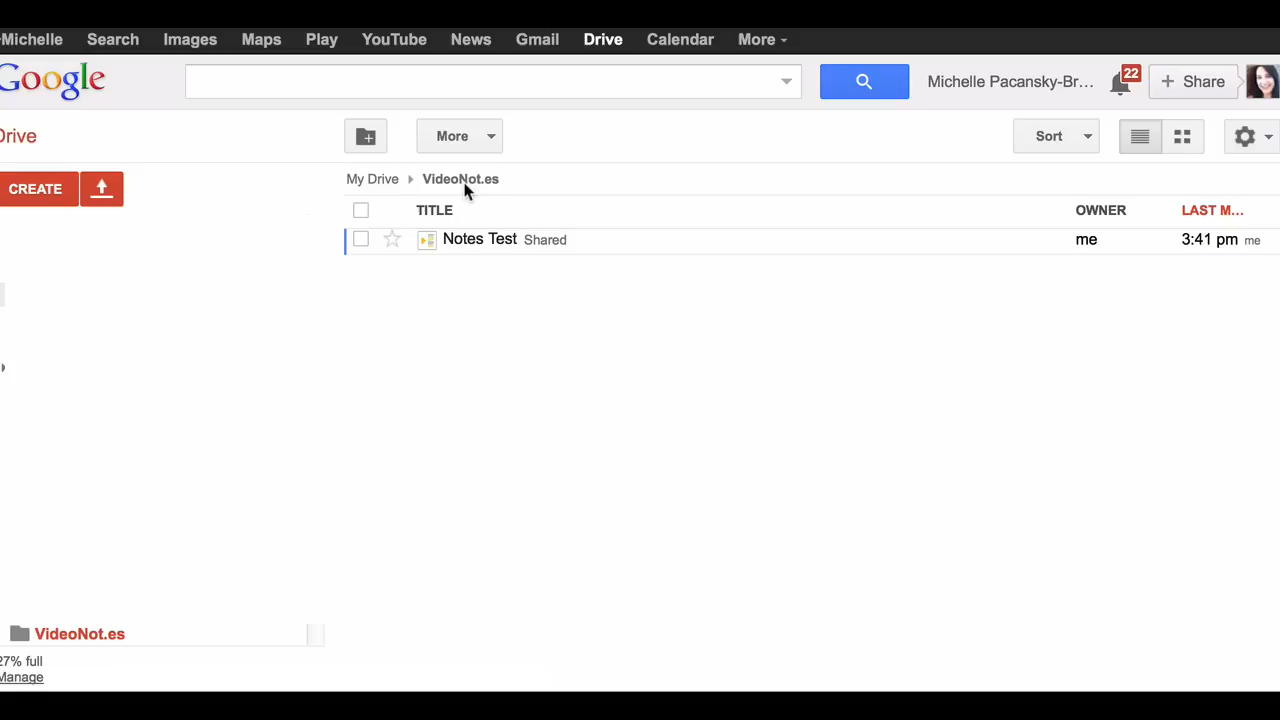 Michelle Search Images Maps Play YouTube News Gmail Drive Calendar More
Google Michelle Pacansky-Br... 22 + Share
Drive More Sort
CREATE
My Drive VideoNot.es
TITLE OWNER LAST M...
Notes Test Shared me 3:41 pm me
VideoNot.es
27% full
Manage